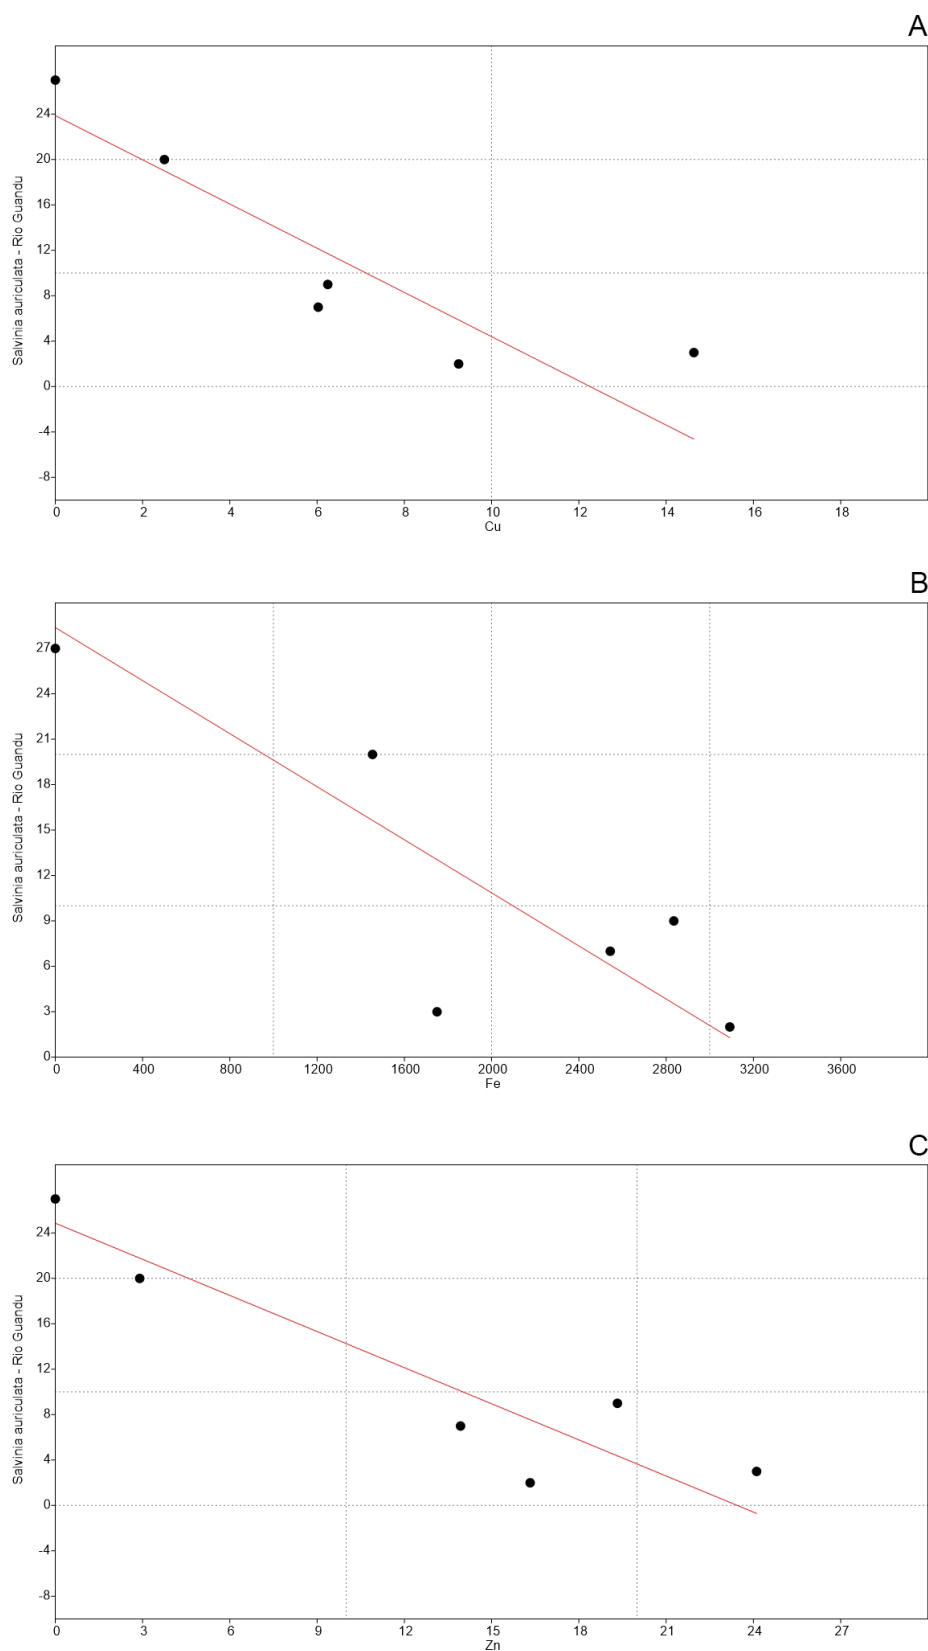 A
Salvinia auriculata - Rio Guandu
24
20
16
12
8
4
0
-4
-8
0 2 4 6 8 10 12 14 16 18
Cu
B
Salvinia auriculata - Rio Guandu
27
24
21
18
15
12
9
6
3
0
0 400 800 1200 1600 2000 2400 2800 3200 3600
Fe
C
Salvinia auriculata - Rio Guandu
24
20
16
12
8
4
0
-4
-8
0 3 6 9 12 15 18 21 24 27
Zn